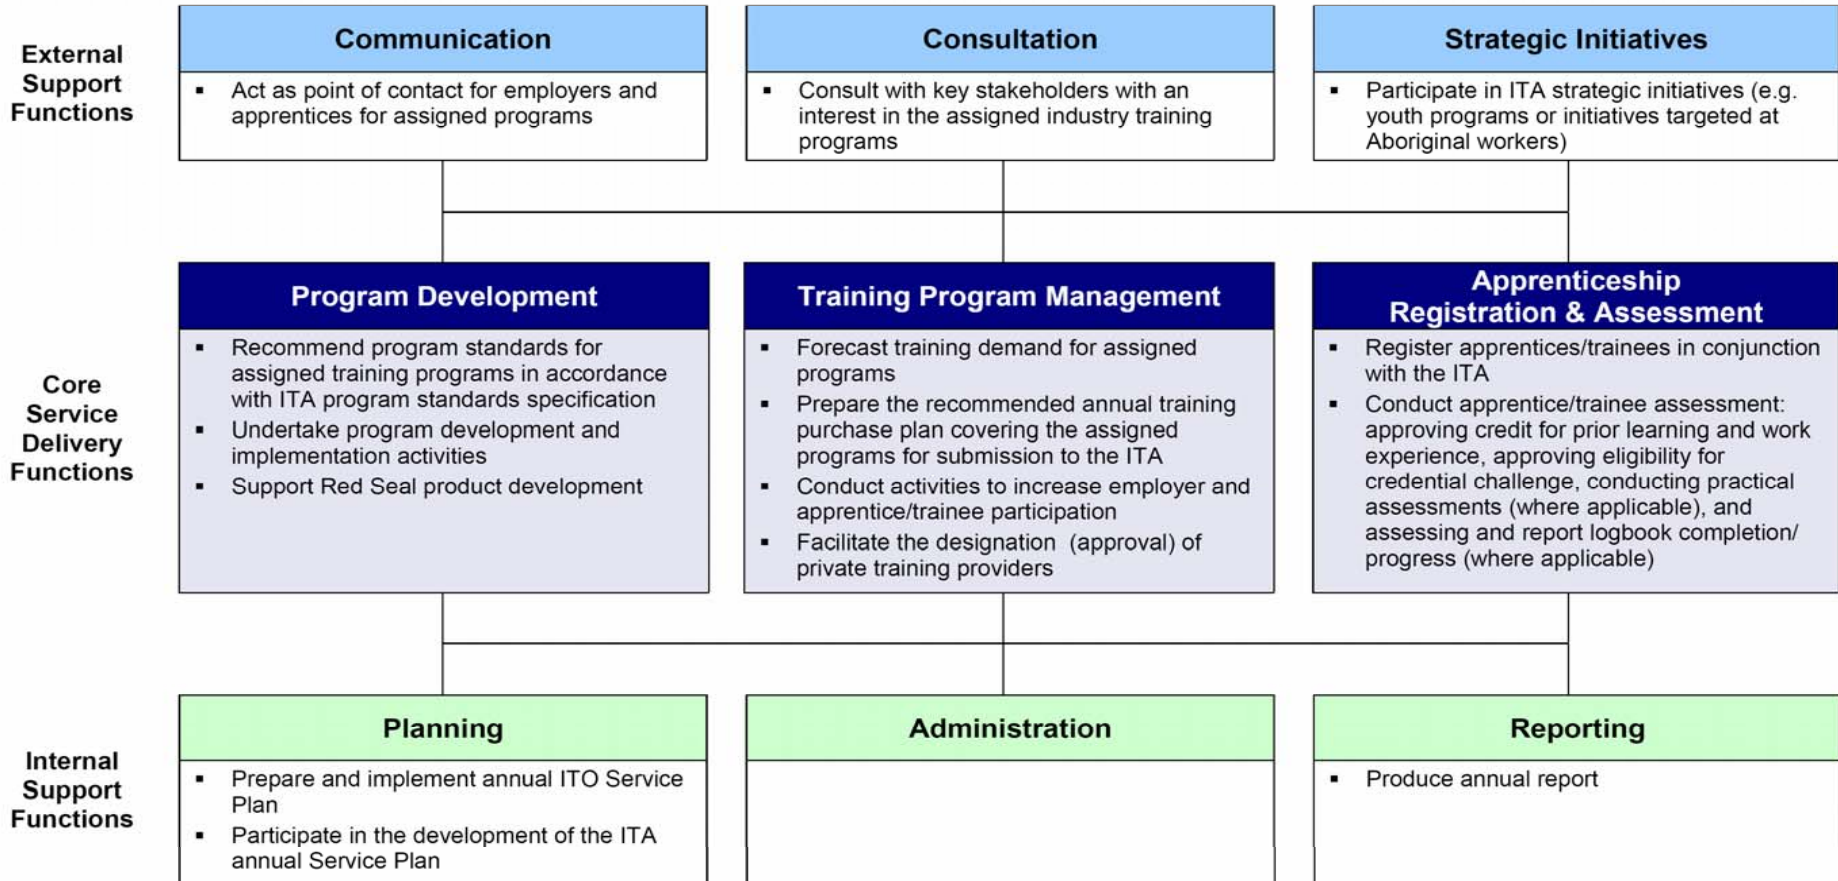 External
Support
Functions
Communication
▪ Act as point of contact for employers and
apprentices for assigned programs
Consultation
▪ Consult with key stakeholders with an
interest in the assigned industry training
programs
Strategic Initiatives
▪ Participate in ITA strategic initiatives (e.g.
youth programs or initiatives targeted at
Aboriginal workers)
Core
Service
Delivery
Functions
Program Development
▪ Recommend program standards for
assigned training programs in accordance
with ITA program standards specification
▪ Undertake program development and
implementation activities
▪ Support Red Seal product development
Training Program Management
▪ Forecast training demand for assigned
programs
▪ Prepare the recommended annual training
purchase plan covering the assigned
programs for submission to the ITA
▪ Conduct activities to increase employer and
apprentice/trainee participation
▪ Facilitate the designation (approval) of
private training providers
Apprenticeship
Registration & Assessment
▪ Register apprentices/trainees in conjunction
with the ITA
▪ Conduct apprentice/trainee assessment:
approving credit for prior learning and work
experience, approving eligibility for
credential challenge, conducting practical
assessments (where applicable), and
assessing and report logbook completion/
progress (where applicable)
Internal
Support
Functions
Planning
▪ Prepare and implement annual ITO Service
Plan
▪ Participate in the development of the ITA
annual Service Plan
Administration
Reporting
▪ Produce annual report